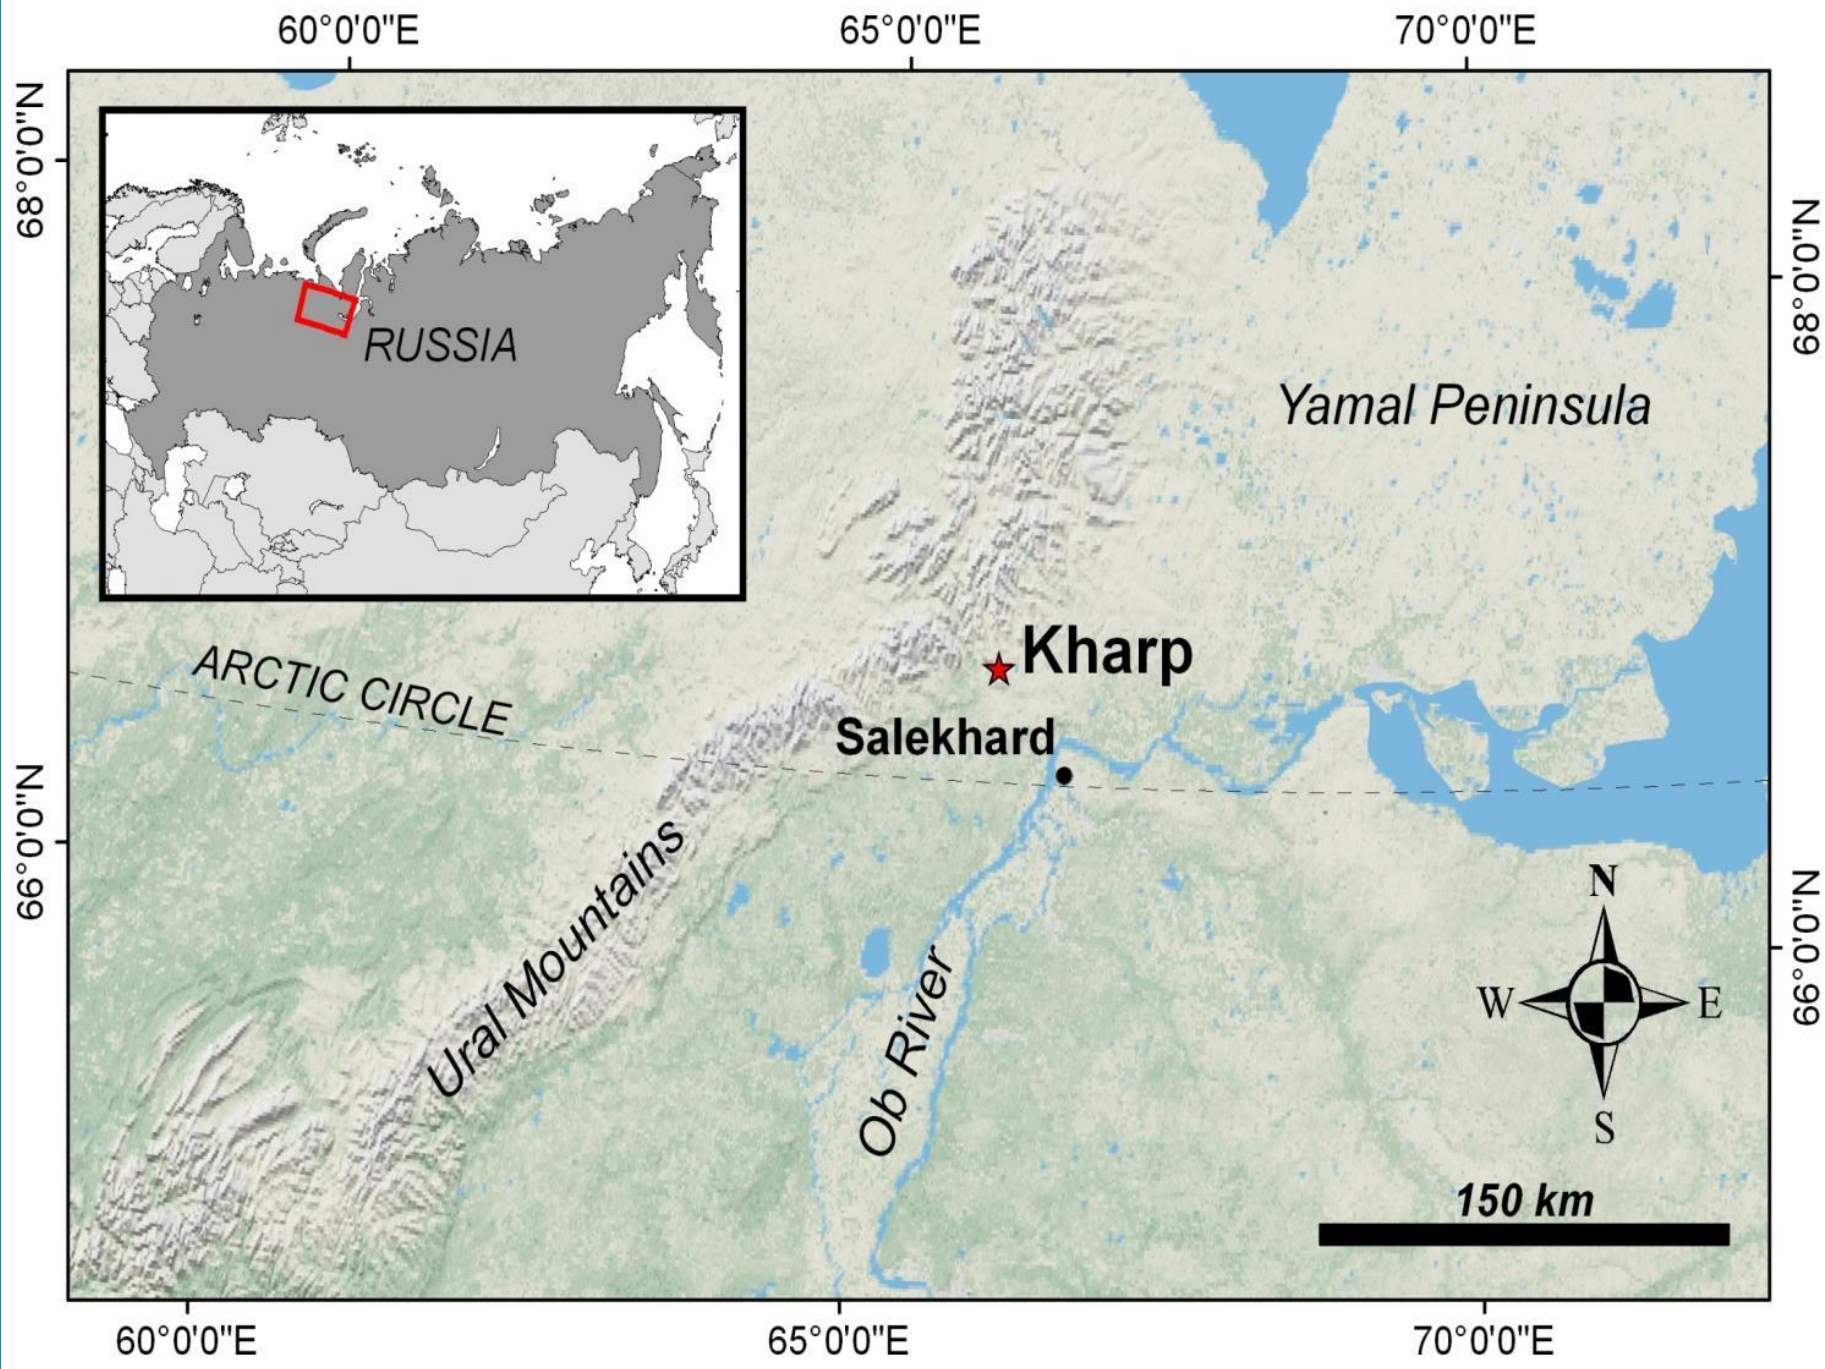 60°0'0"E
65°0'0"E
70°0'0"E
68°0'0"N
68°0'0"N
RUSSIA
Yamal Peninsula
Kharp
ARCTIC CIRCLE
Salekhard
66°0'0"N
Ural Mountains
N
66°0'0"N
Ob River
W
E
S
150 km
60°0'0"E
65°0'0"E
70°0'0"E